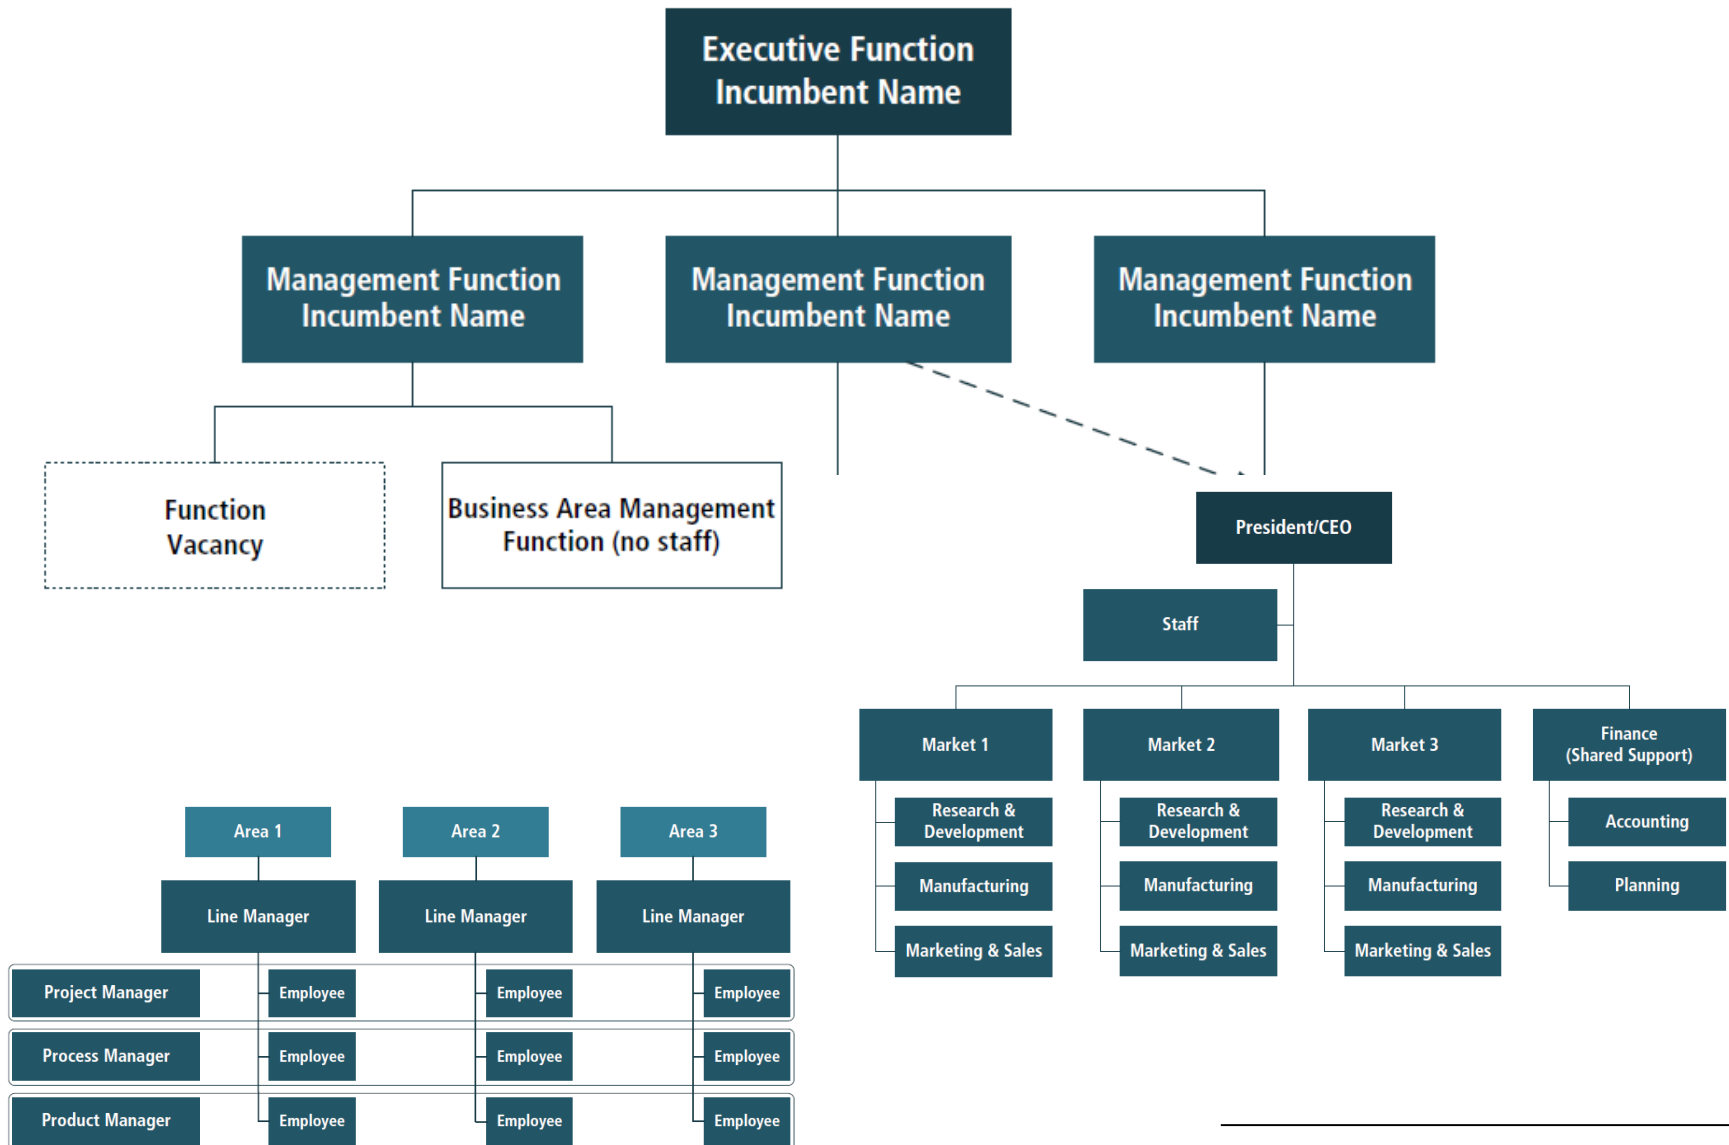 Executive Function
Incumbent Name
Management Function
Incumbent Name
Management Function
Incumbent Name
Management Function
Incumbent Name
Function
Vacancy
Business Area Management
Function (no staff)
President/CEO
Staff
Market 1
Market 2
Market 3
Finance
(Shared Support)
Research &
Development
Research &
Development
Research &
Development
Accounting
Manufacturing
Manufacturing
Manufacturing
Planning
Marketing & Sales
Marketing & Sales
Marketing & Sales
Area 1
Area 2
Area 3
Line Manager
Line Manager
Line Manager
Project Manager
Employee
Employee
Employee
Process Manager
Employee
Employee
Employee
Product Manager
Employee
Employee
Employee